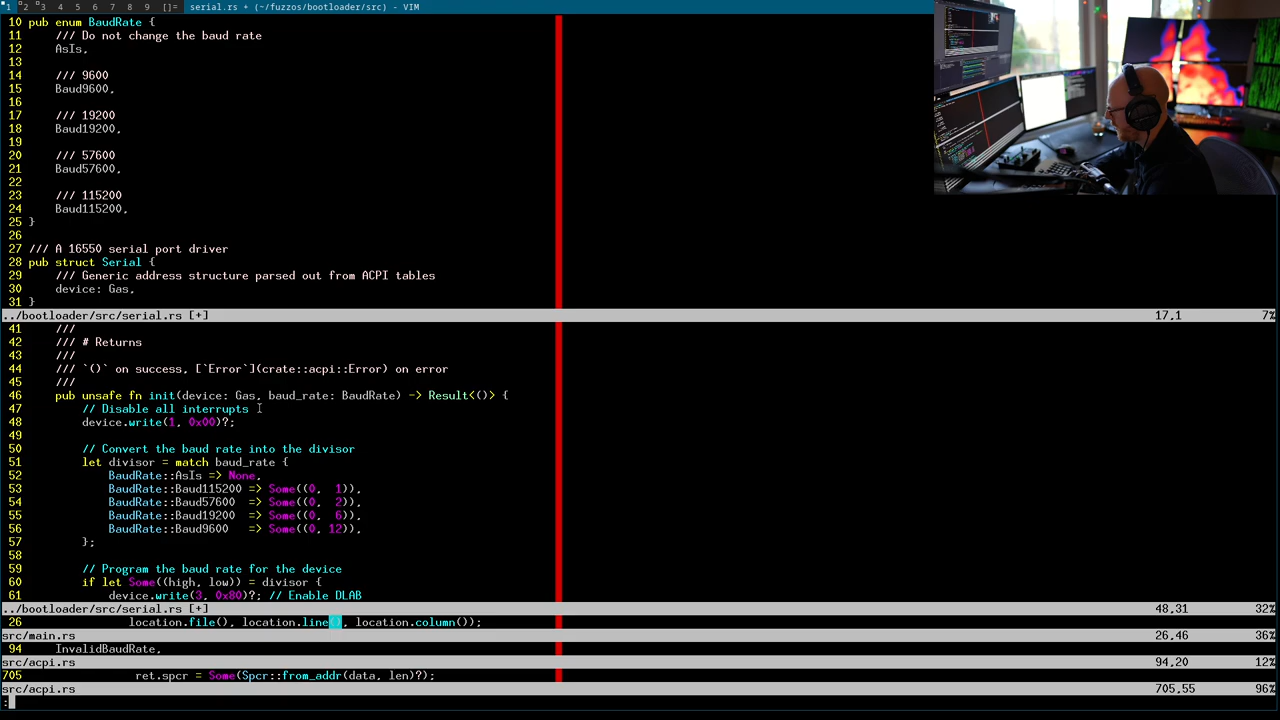 1 2 3 4 5 6 7 8 9 []= serial.rs + (~/fuzzos/bootloader/src) - VIM
10 pub enum BaudRate {
11 /// Do not change the baud rate
12 AsIs,
13
14 /// 9600
15 Baud9600,
16
17 /// 19200
18 Baud19200,
19
20 /// 57600
21 Baud57600,
22
23 /// 115200
24 Baud115200,
25 }
26
27 /// A 16550 serial port driver
28 pub struct Serial {
29 /// Generic address structure parsed out from ACPI tables
30 device: Gas,
31 }
../bootloader/src/serial.rs [+] 17,1 7%
41 ///
42 /// # Returns
43 ///
44 /// `()` on success, [`Error`](crate::acpi::Error) on error
45 ///
46 pub unsafe fn init(device: Gas, baud_rate: BaudRate) -> Result<()> {
47 // Disable all interrupts
48 device.write(1, 0x00)?;
49
50 // Convert the baud rate into the divisor
51 let divisor = match baud_rate {
52 BaudRate::AsIs => None,
53 BaudRate::Baud115200 => Some((0, 1)),
54 BaudRate::Baud57600 => Some((0, 2)),
55 BaudRate::Baud19200 => Some((0, 6)),
56 BaudRate::Baud9600 => Some((0, 12)),
57 };
58
59 // Program the baud rate for the device
60 if let Some((high, low)) = divisor {
61 device.write(3, 0x80)?; // Enable DLAB
../bootloader/src/serial.rs [+] 48,31 32%
26 location.file(), location.line(), location.column());
src/main.rs 26,46 36%
94 InvalidBaudRate,
src/acpi.rs 94,20 12%
705 ret.spcr = Some(Spcr::from_addr(data, len)?);
src/acpi.rs 705,55 96%
: